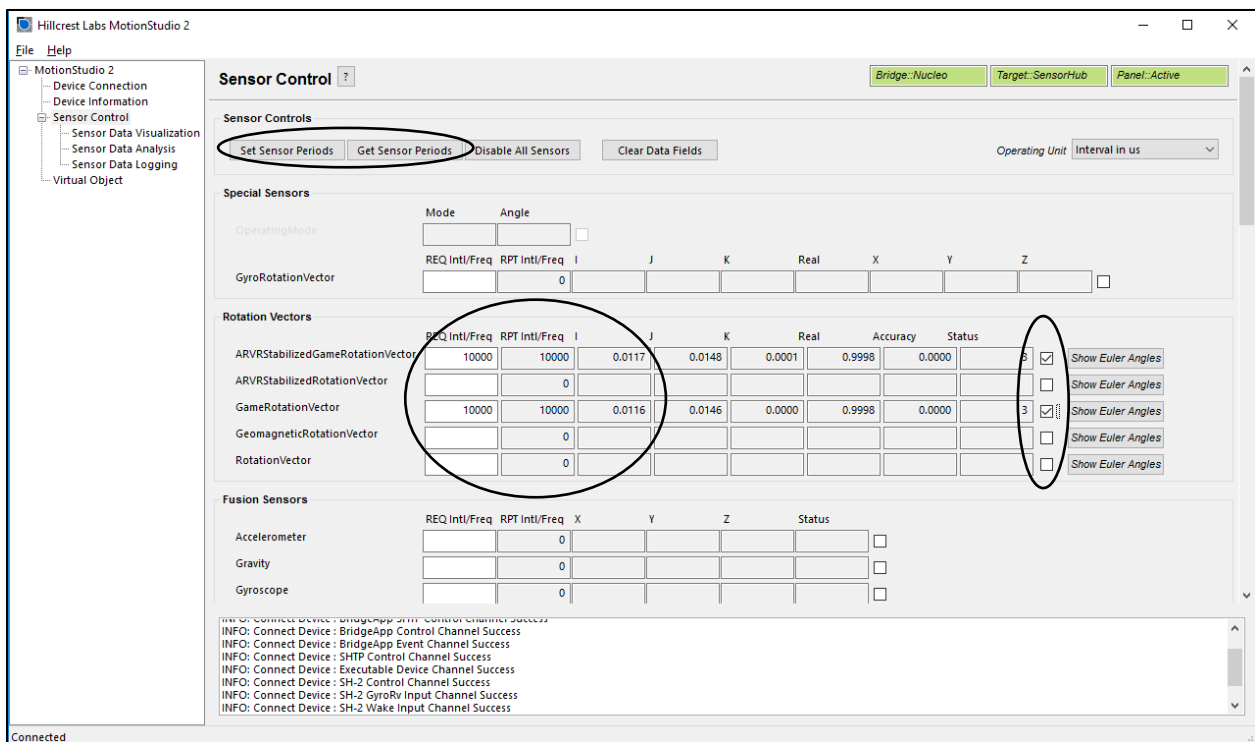 Hillcrest Labs MotionStudio 2
File Help
MotionStudio 2
Device Connection
Device Information
Sensor Control
Sensor Data Visualization
Sensor Data Analysis
Sensor Data Logging
Virtual Object
Sensor Control ?
Bridge::Nucleo Target::SensorHub Panel::Active
Sensor Controls
Set Sensor Periods Get Sensor Periods Disable All Sensors Clear Data Fields Operating Unit Interval in us
Special Sensors
Mode Angle
OperatingMode
REQ Intl/Freq RPT Intl/Freq I J K Real X Y Z
GyroRotationVector 0
Rotation Vectors
REQ Intl/Freq RPT Intl/Freq I J K Real Accuracy Status
ARVRStabilizedGameRotationVector 10000 10000 0.0117 0.0148 0.0001 0.9998 0.0000 3 Show Euler Angles
ARVRStabilizedRotationVector 0 Show Euler Angles
GameRotationVector 10000 10000 0.0116 0.0146 0.0000 0.9998 0.0000 3 Show Euler Angles
GeomagneticRotationVector 0 Show Euler Angles
RotationVector 0 Show Euler Angles
Fusion Sensors
REQ Intl/Freq RPT Intl/Freq X Y Z Status
Accelerometer 0
Gravity 0
Gyroscope 0
INFO: Connect Device : BridgeApp SHTP Control Channel Success
INFO: Connect Device : BridgeApp Control Channel Success
INFO: Connect Device : BridgeApp Event Channel Success
INFO: Connect Device : SHTP Control Channel Success
INFO: Connect Device : Executable Device Channel Success
INFO: Connect Device : SH-2 Control Channel Success
INFO: Connect Device : SH-2 GyroRv Input Channel Success
INFO: Connect Device : SH-2 Wake Input Channel Success
Connected